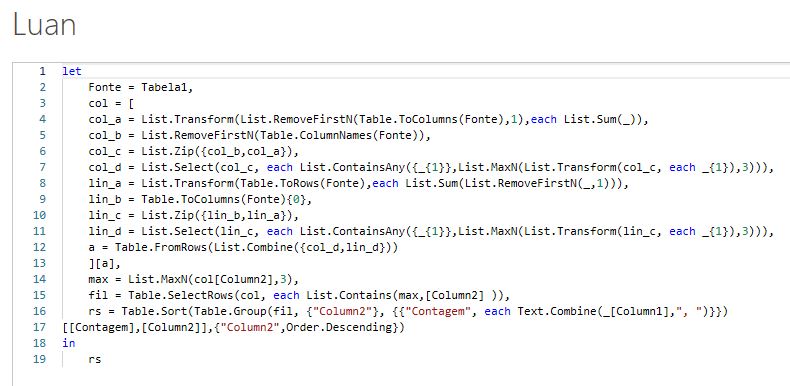 Luan
1 let
2 Fonte = Tabela1,
3 col = [
4 col_a = List.Transform(List.RemoveFirstN(Table.ToColumns(Fonte),1),each List.Sum(_)),
5 col_b = List.RemoveFirstN(Table.ColumnNames(Fonte)),
6 col_c = List.Zip({col_b,col_a}),
7 col_d = List.Select(col_c, each List.ContainsAny({_{1}},List.MaxN(List.Transform(col_c, each _{1}),3))),
8 lin_a = List.Transform(Table.ToRows(Fonte),each List.Sum(List.RemoveFirstN(_,1))),
9 lin_b = Table.ToColumns(Fonte){0},
10 lin_c = List.Zip({lin_b,lin_a}),
11 lin_d = List.Select(lin_c, each List.ContainsAny({_{1}},List.MaxN(List.Transform(lin_c, each _{1}),3))),
12 a = Table.FromRows(List.Combine({col_d,lin_d}))
13 ][a],
14 max = List.MaxN(col[Column2],3),
15 fil = Table.SelectRows(col, each List.Contains(max,[Column2] )),
16 rs = Table.Sort(Table.Group(fil, {"Column2"}, {{"Contagem", each Text.Combine(_[Column1],", ")}})
17 [[Contagem],[Column2]],{"Column2",Order.Descending})
18 in
19 rs